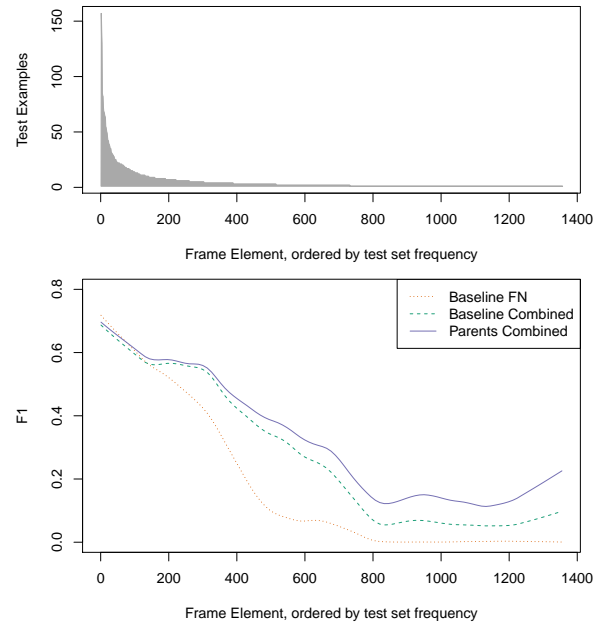 150
100
50
0
Test Examples
0 200 400 600 800 1000 1200 1400
Frame Element, ordered by test set frequency
0.8
0.6
0.4
0.2
0.0
F1
Baseline FN
Baseline Combined
Parents Combined
0 200 400 600 800 1000 1200 1400
Frame Element, ordered by test set frequency